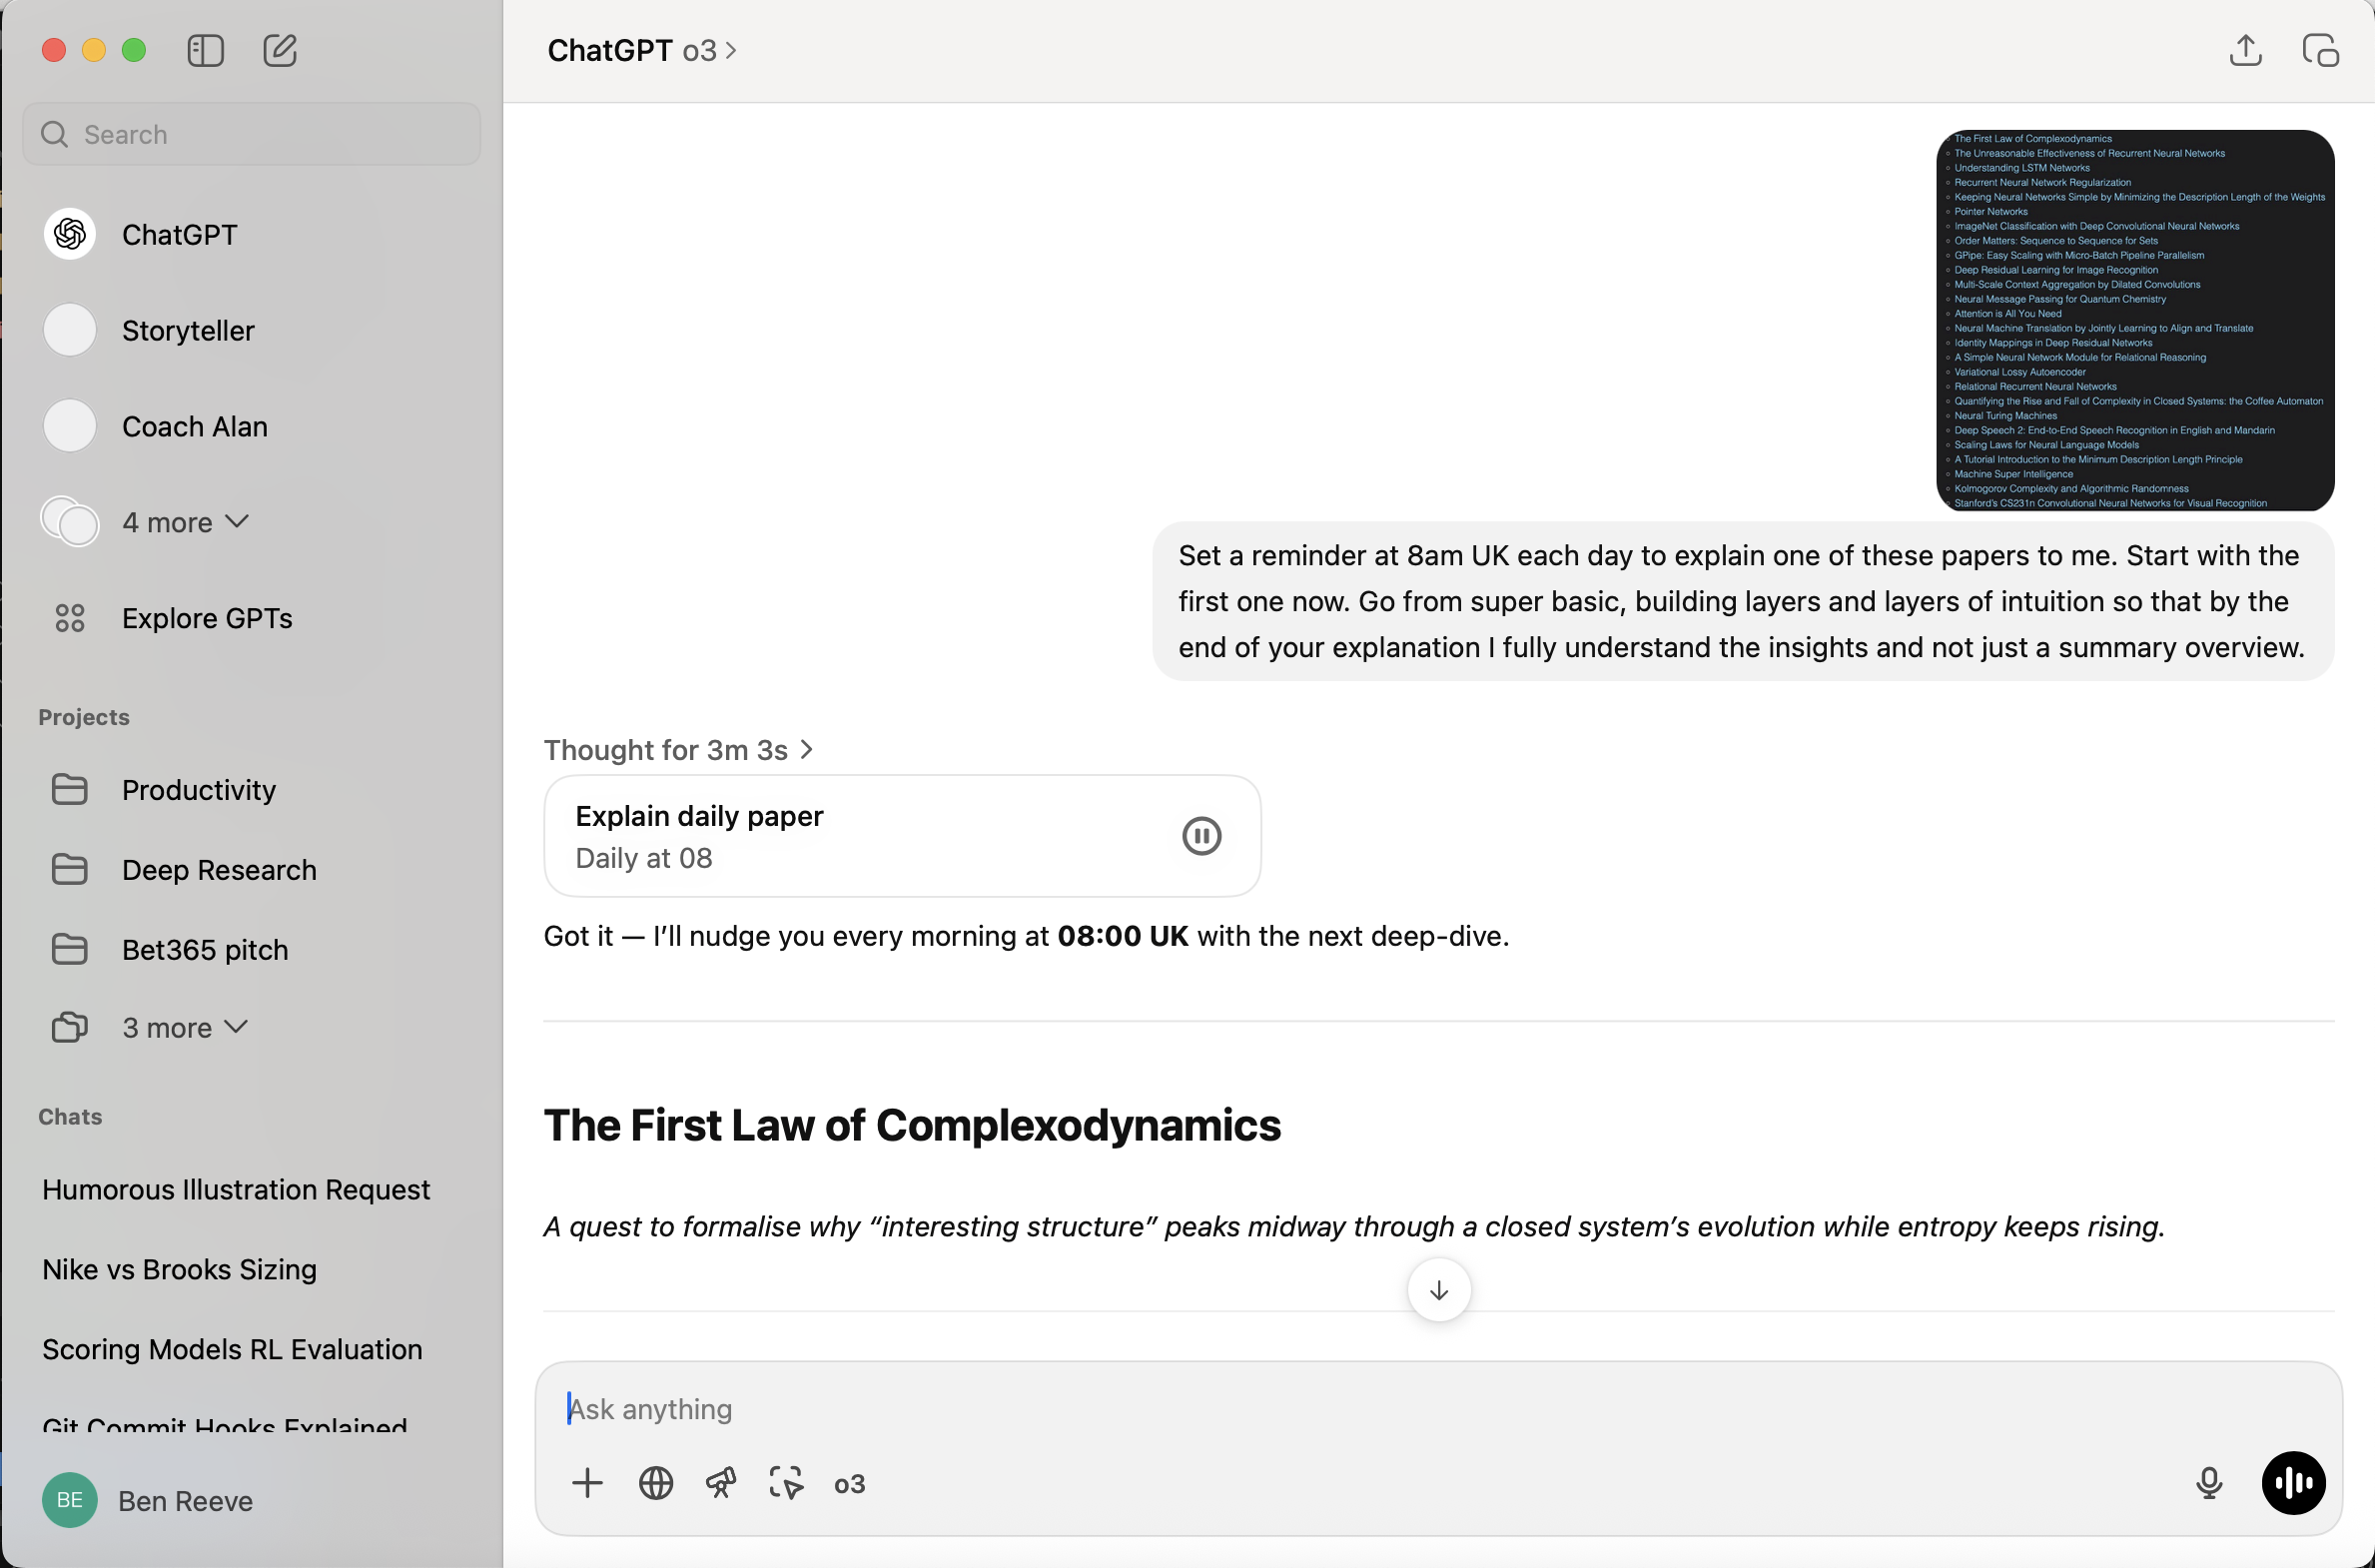 ChatGPT o3
Search
ChatGPT
Storyteller
Coach Alan
4 more
Explore GPTs
Projects
Productivity
Deep Research
Bet365 pitch
3 more
Chats
Humorous Illustration Request
Nike vs Brooks Sizing
Scoring Models RL Evaluation
Git Commit Hooks Explained
BE Ben Reeve
The First Law of Complexodynamics
The Unreasonable Effectiveness of Recurrent Neural Networks
Understanding LSTM Networks
Recurrent Neural Network Regularization
Keeping Neural Networks Simple by Minimizing the Description Length of the Weights
Pointer Networks
ImageNet Classification with Deep Convolutional Neural Networks
Order Matters: Sequence to Sequence for Sets
GPipe: Easy Scaling with Micro-Batch Pipeline Parallelism
Deep Residual Learning for Image Recognition
Multi-Scale Context Aggregation by Dilated Convolutions
Neural Message Passing for Quantum Chemistry
Attention is All You Need
Neural Machine Translation by Jointly Learning to Align and Translate
Identity Mappings in Deep Residual Networks
A Simple Neural Network Module for Relational Reasoning
Variational Lossy Autoencoder
Relational Recurrent Neural Networks
Quantifying the Rise and Fall of Complexity in Closed Systems: the Coffee Automaton
Neural Turing Machines
Deep Speech 2: End-to-End Speech Recognition in English and Mandarin
Scaling Laws for Neural Language Models
A Tutorial Introduction to the Minimum Description Length Principle
Machine Super Intelligence
Kolmogorov Complexity and Algorithmic Randomness
Stanford's CS231n Convolutional Neural Networks for Visual Recognition
Set a reminder at 8am UK each day to explain one of these papers to me. Start with the
first one now. Go from super basic, building layers and layers of intuition so that by the
end of your explanation I fully understand the insights and not just a summary overview.
Thought for 3m 3s
Explain daily paper
Daily at 08
Got it — I’ll nudge you every morning at 08:00 UK with the next deep-dive.
The First Law of Complexodynamics
A quest to formalise why “interesting structure” peaks midway through a closed system’s evolution while entropy keeps rising.
Ask anything
o3